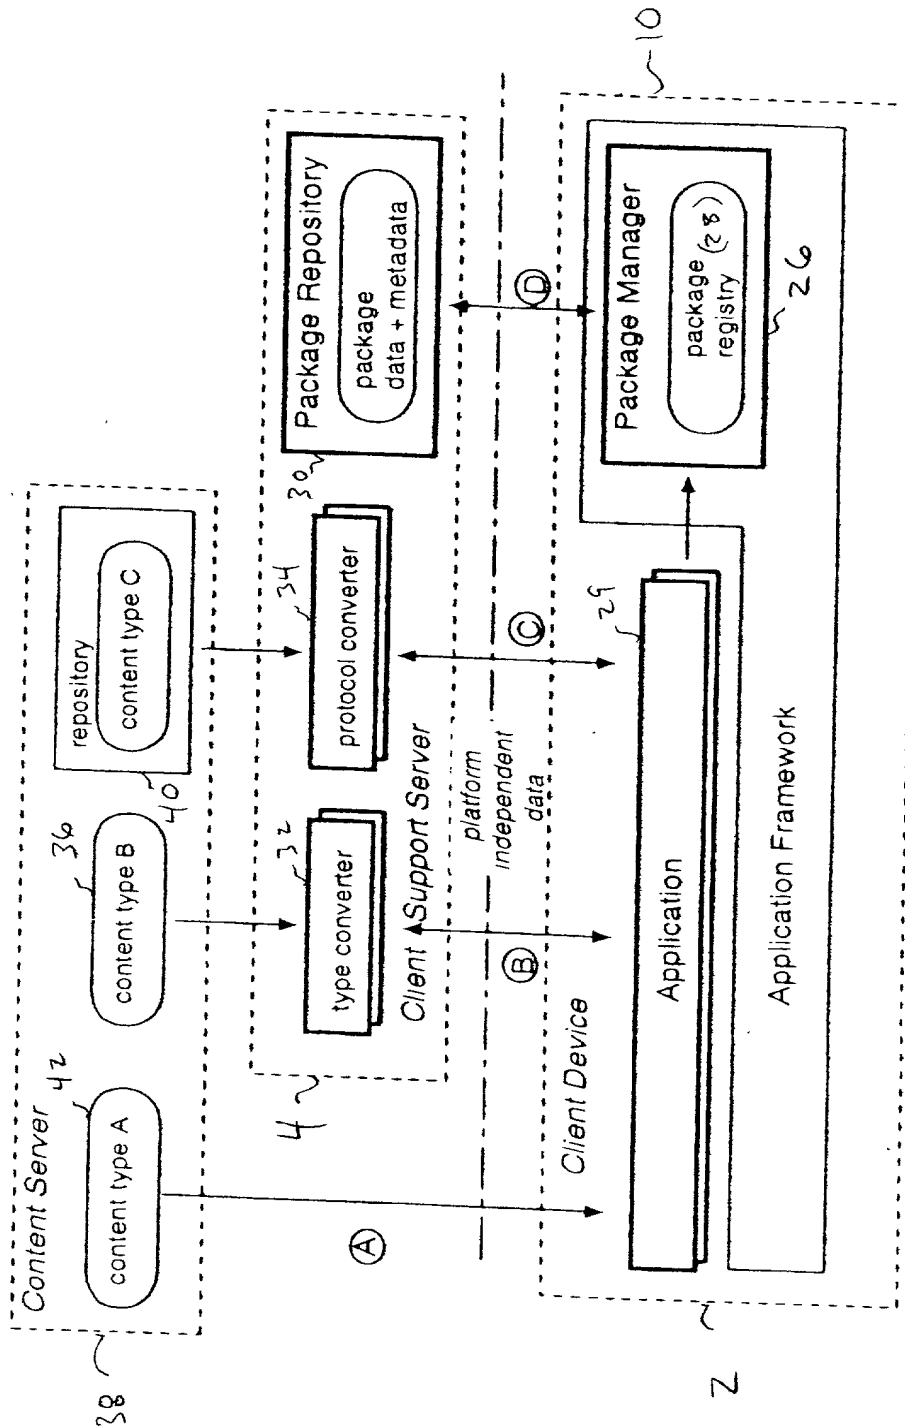 Content Server
38
42
content type A
36
content type B
repository
content type C
40
4
32
type converter
34
protocol converter
30
Package Repository
package
data + metadata
Client Support Server
A
B
C
D
platform
independent
data
Client Device
10
29
Application
Package Manager
package
registry (28)
26
Application Framework
2